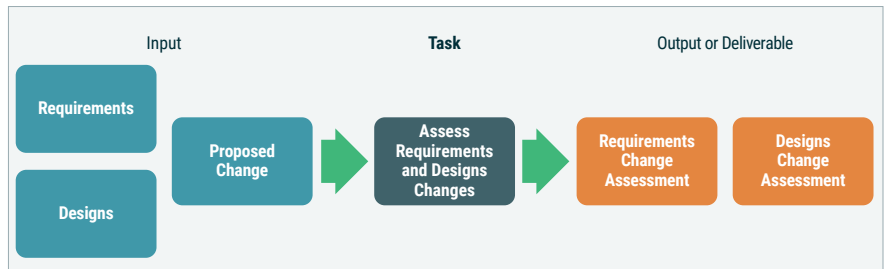 Input
Task
Output or Deliverable
Requirements
Designs
Proposed
Change
Assess
Requirements
and Designs
Changes
Requirements
Change
Assessment
Designs
Change
Assessment